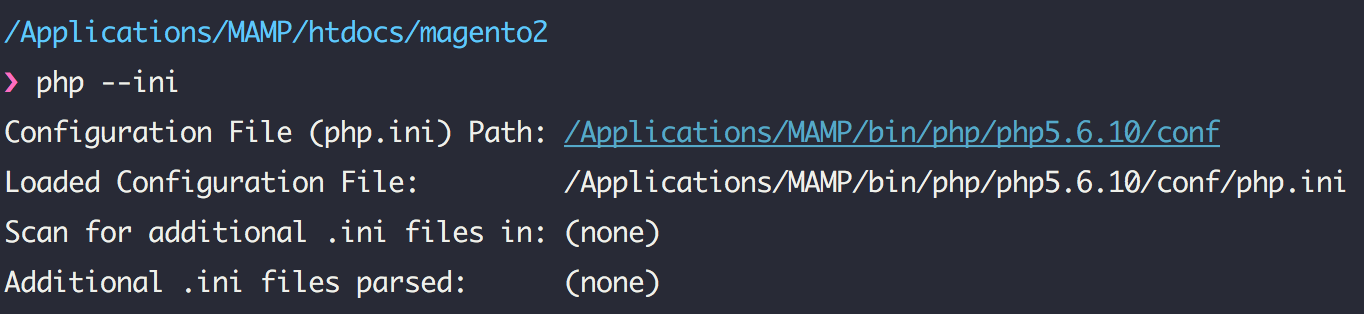 /Applications/MAMP/htdocs/magento2
❯ php --ini
Configuration File (php.ini) Path: /Applications/MAMP/bin/php/php5.6.10/conf
Loaded Configuration File:         /Applications/MAMP/bin/php/php5.6.10/conf/php.ini
Scan for additional .ini files in: (none)
Additional .ini files parsed:      (none)